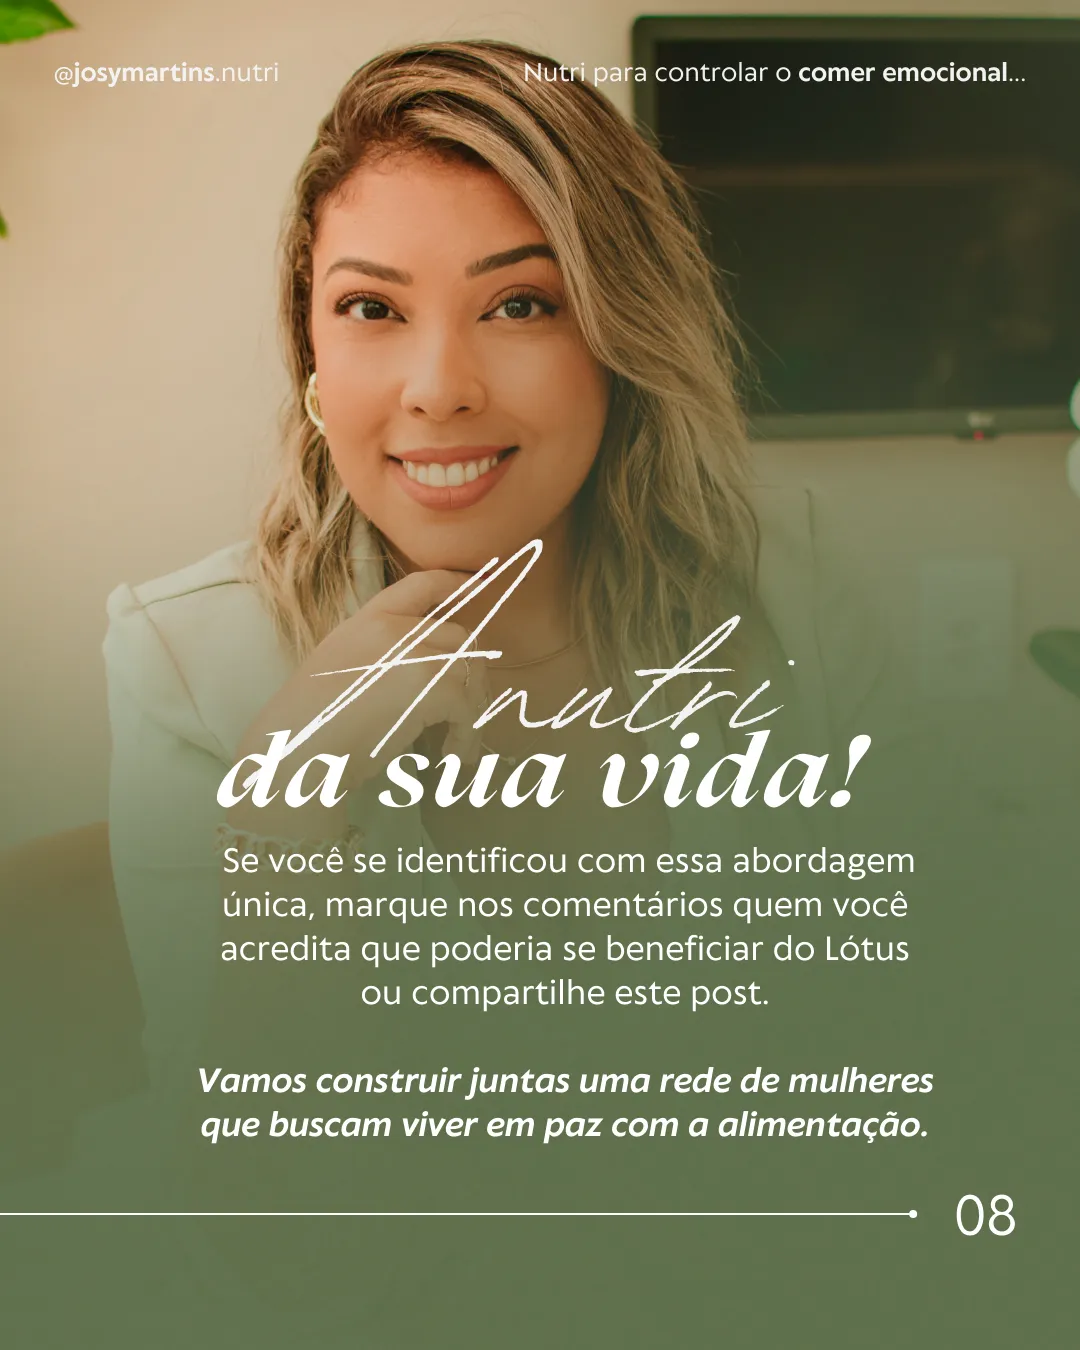 @josymartins.nutri
Nutri para controlar o comer emocional...
A nutri
da sua vida!
Se você se identificou com essa abordagem
única, marque nos comentários quem você
acredita que poderia se beneficiar do Lótus
ou compartilhe este post.
Vamos construir juntas uma rede de mulheres
que buscam viver em paz com a alimentação.
08